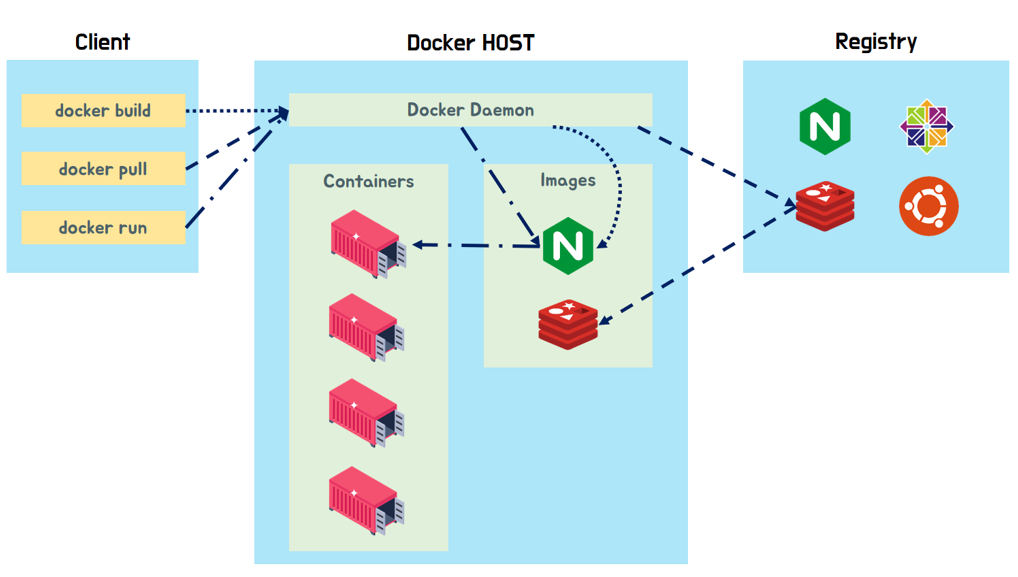 Client
Docker HOST
Registry
docker build
docker pull
docker run
Docker Daemon
Containers
Images
N
N